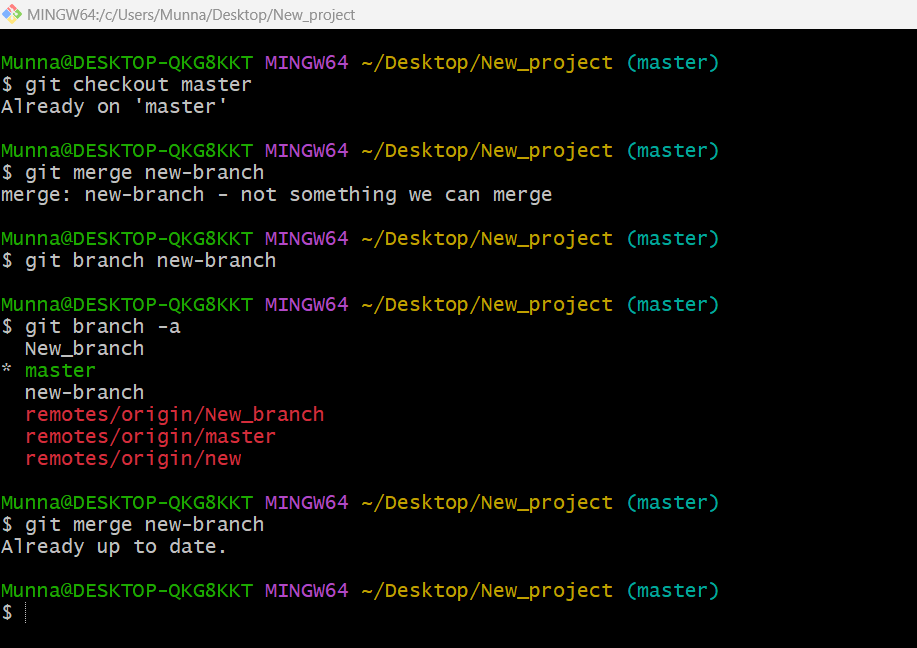 MINGW64:/c/Users/Munna/Desktop/New_project
Munna@DESKTOP-QKG8KKT MINGW64 ~/Desktop/New_project (master)
$ git checkout master
Already on 'master'
Munna@DESKTOP-QKG8KKT MINGW64 ~/Desktop/New_project (master)
$ git merge new-branch
merge: new-branch - not something we can merge
Munna@DESKTOP-QKG8KKT MINGW64 ~/Desktop/New_project (master)
$ git branch new-branch
Munna@DESKTOP-QKG8KKT MINGW64 ~/Desktop/New_project (master)
$ git branch -a
  New_branch
* master
  new-branch
  remotes/origin/New_branch
  remotes/origin/master
  remotes/origin/new
Munna@DESKTOP-QKG8KKT MINGW64 ~/Desktop/New_project (master)
$ git merge new-branch
Already up to date.
Munna@DESKTOP-QKG8KKT MINGW64 ~/Desktop/New_project (master)
$